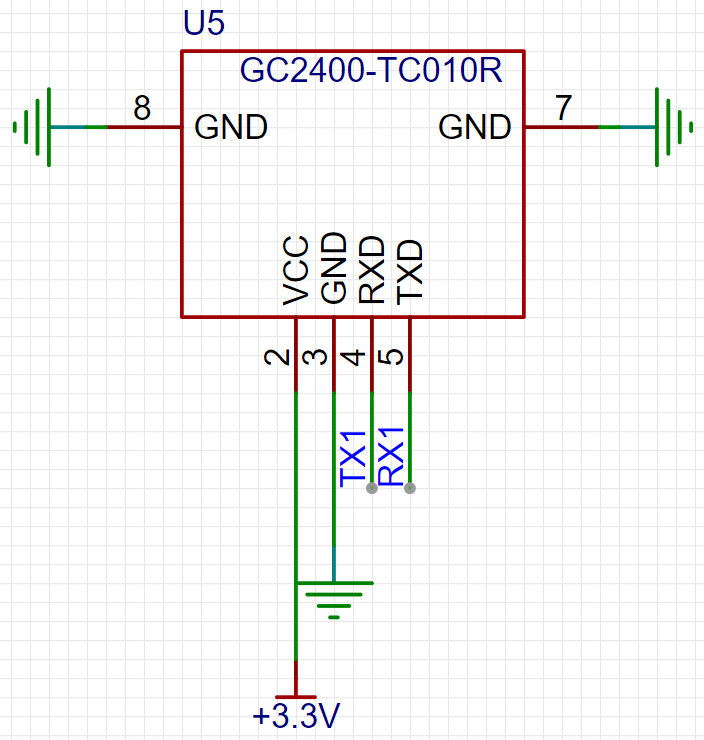 U5
GC2400-TC010R
8
GND
GND
7
VCC
GND
RXD
TXD
2
3
4
5
TX1
RX1
+3.3V